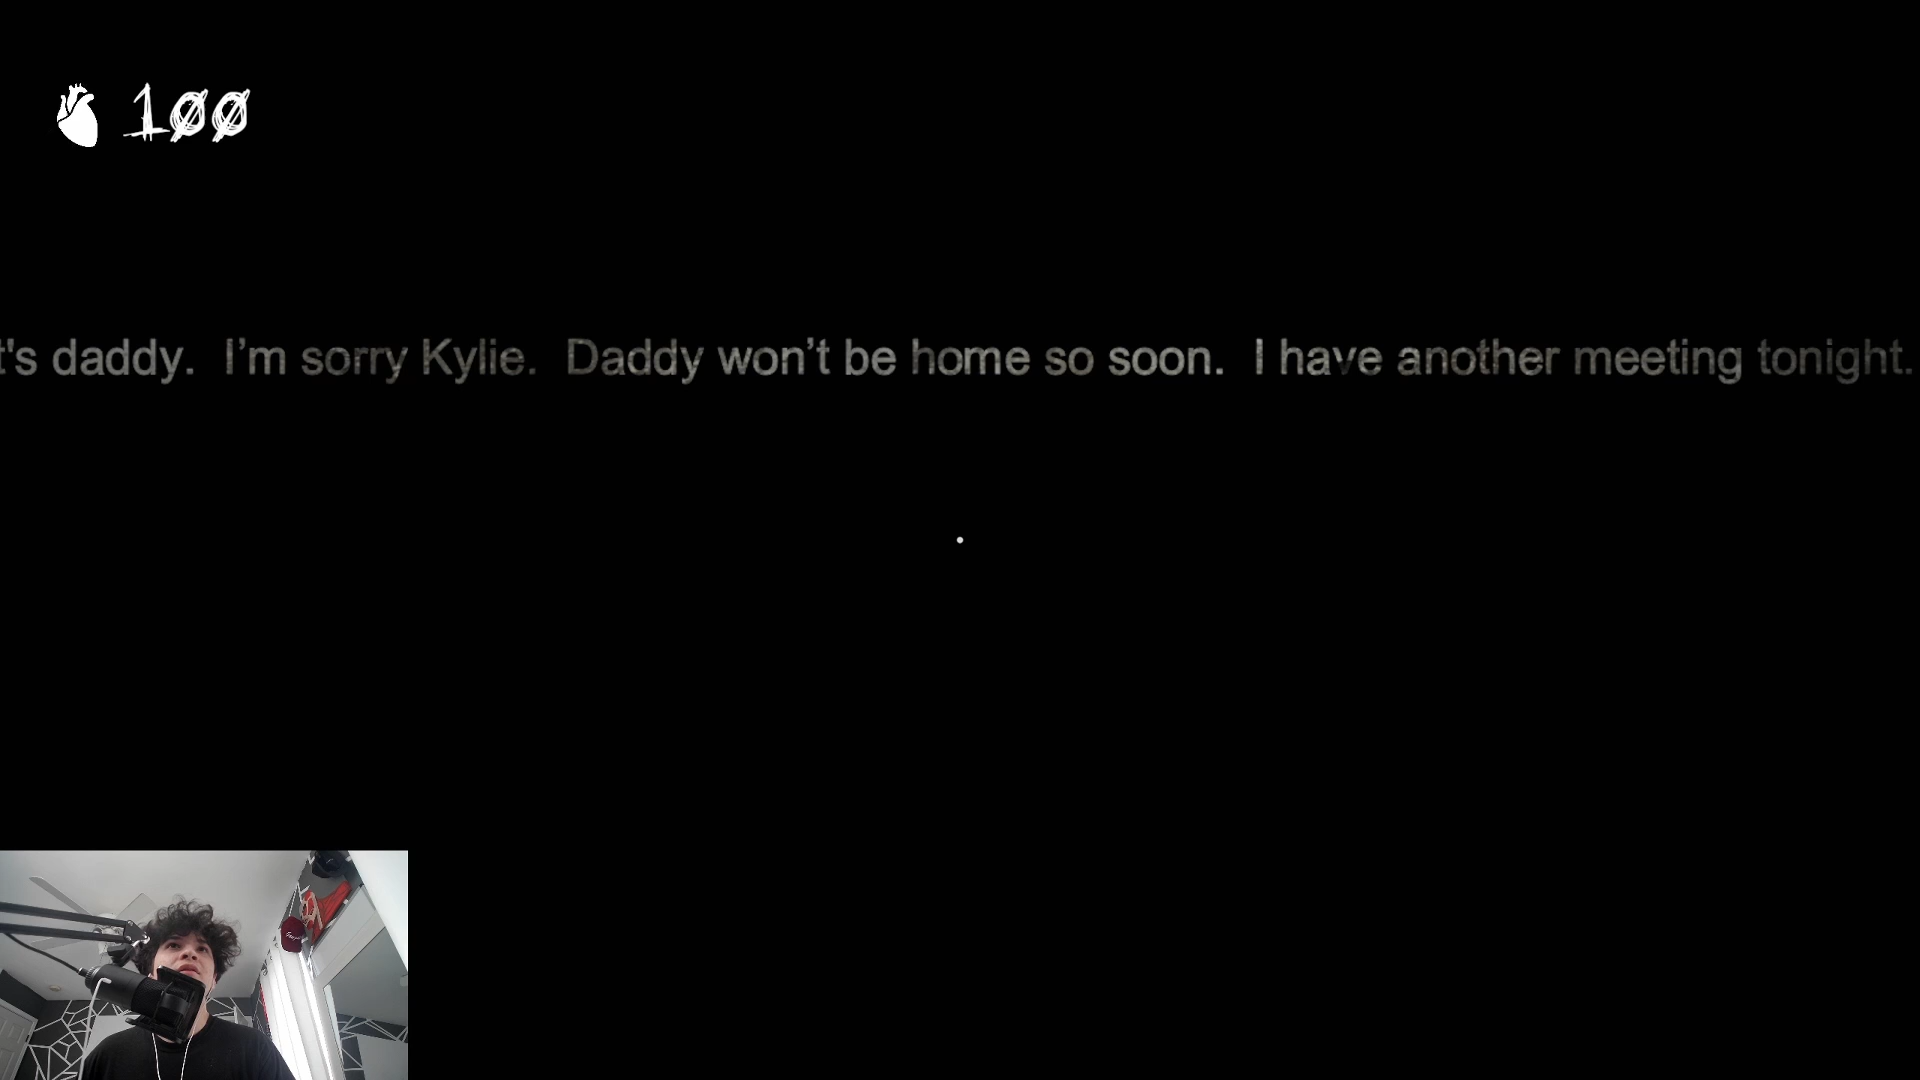 100
t's daddy.  I'm sorry Kylie.  Daddy won't be home so soon.  I have another meeting tonight.